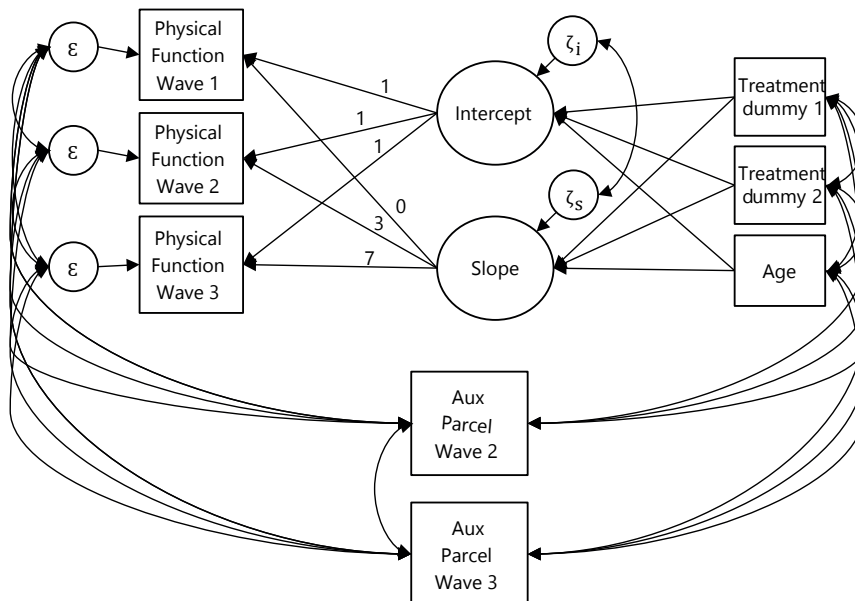 ε
Physical
Function
Wave 1
ε
Physical
Function
Wave 2
ε
Physical
Function
Wave 3
1
1
1
0
3
7
Intercept
ζi
ζs
Slope
Treatment
dummy 1
Treatment
dummy 2
Age
Aux
Parcel
Wave 2
Aux
Parcel
Wave 3